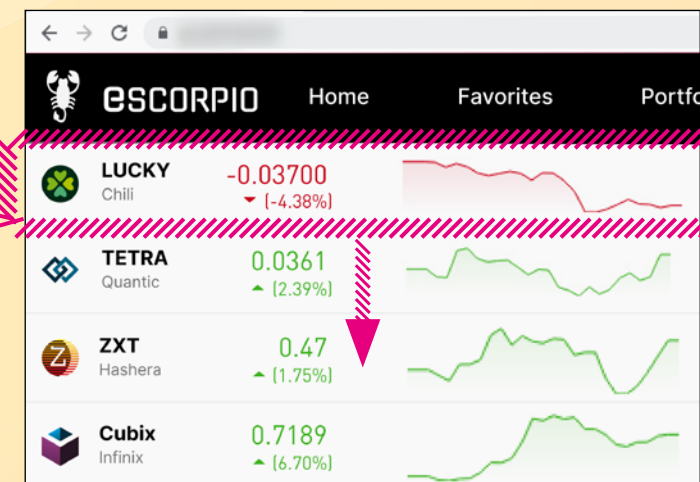 escorpio Home Favorites Portfo
LUCKY -0.03700
Chili ▼ (-4.38%)
TETRA 0.0361
Quantic ▲ (2.39%)
ZXT 0.47
Hashera ▲ (1.75%)
Cubix 0.7189
Infinix ▲ (6.70%)